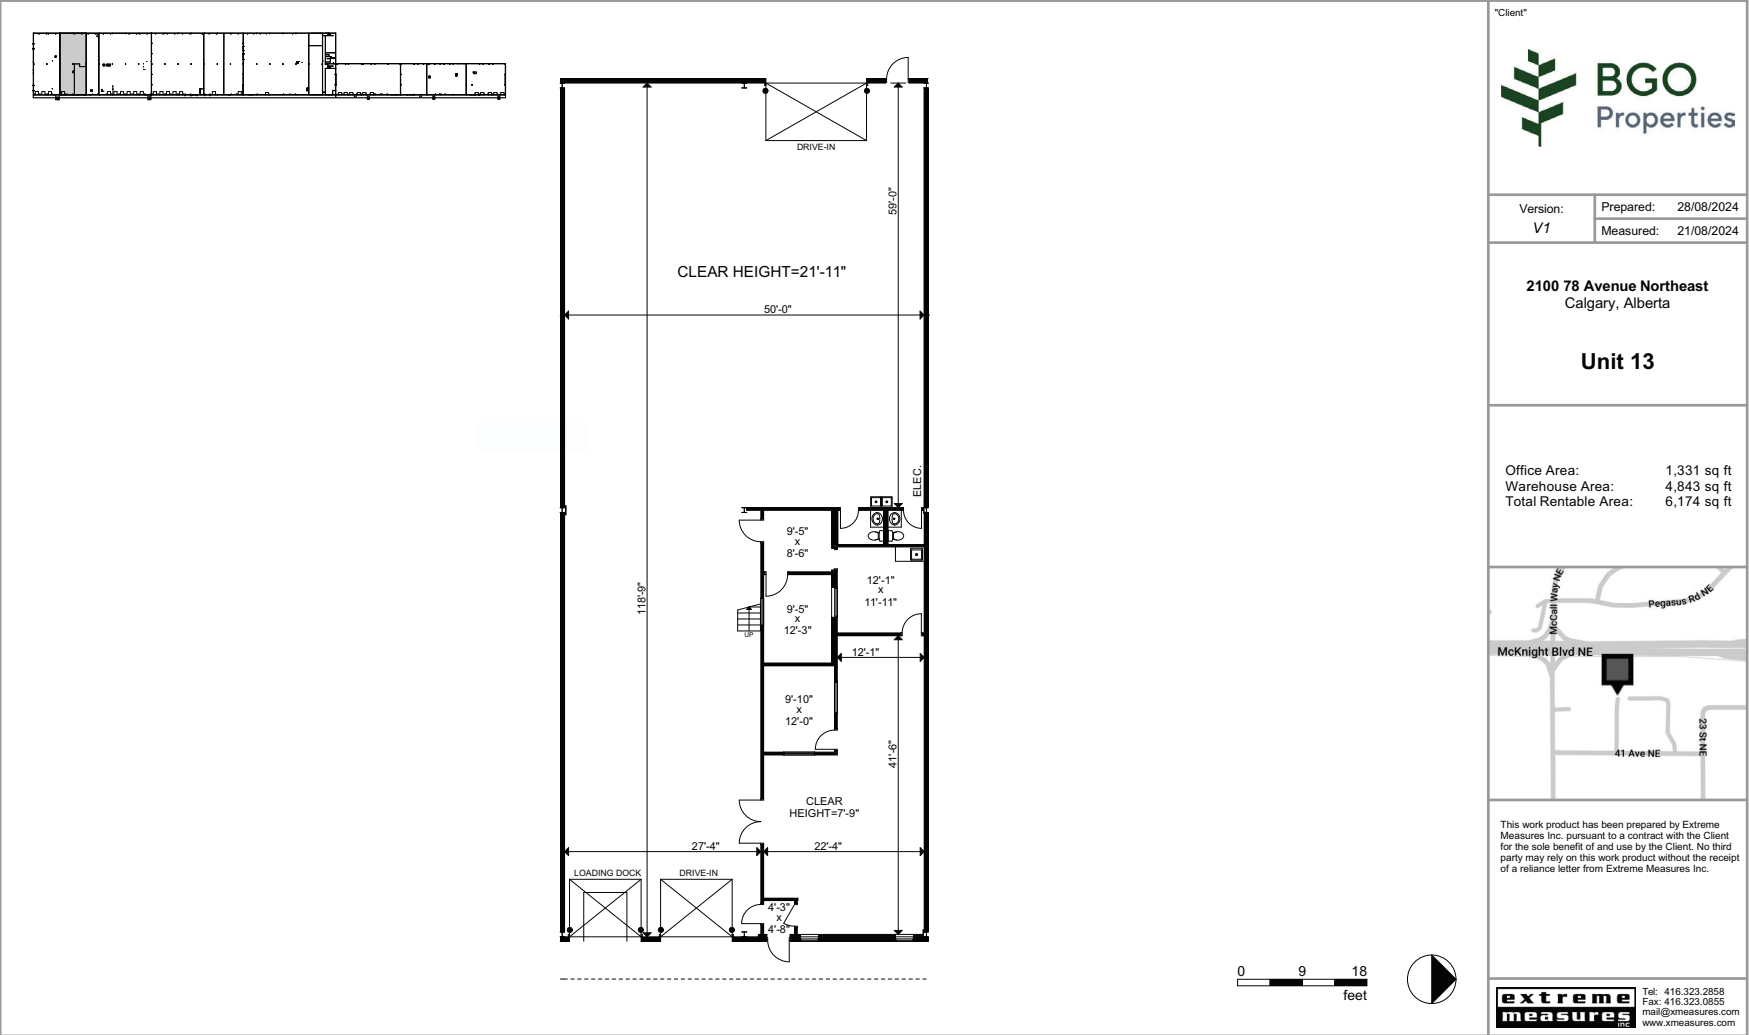 DRIVE-IN
59'-0"
CLEAR HEIGHT=21'-11"
50'-0"
ELEC.
9'-5"
x
8'-6"
12'-1"
x
11'-11"
118'-9"
9'-5"
x
12'-3"
UP
12'-1"
9'-10"
x
12'-0"
41'-6"
CLEAR
HEIGHT=7'-9"
27'-4"
22'-4"
LOADING DOCK
DRIVE-IN
4'-3"
x
4'-8"
0 9 18
feet
"Client"
BGO
Properties
Version:
V1
Prepared: 28/08/2024
Measured: 21/08/2024
2100 78 Avenue Northeast
Calgary, Alberta
Unit 13
Office Area: 1,331 sq ft
Warehouse Area: 4,843 sq ft
Total Rentable Area: 6,174 sq ft
McCall Way NE
Pegasus Rd NE
McKnight Blvd NE
23 St NE
41 Ave NE
This work product has been prepared by Extreme
Measures Inc. pursuant to a contract with the Client
for the sole benefit of and use by the Client. No third
party may rely on this work product without the receipt
of a reliance letter from Extreme Measures Inc.
extreme
measures inc
Tel: 416.323.2858
Fax: 416.323.0855
mail@xmeasures.com
www.xmeasures.com